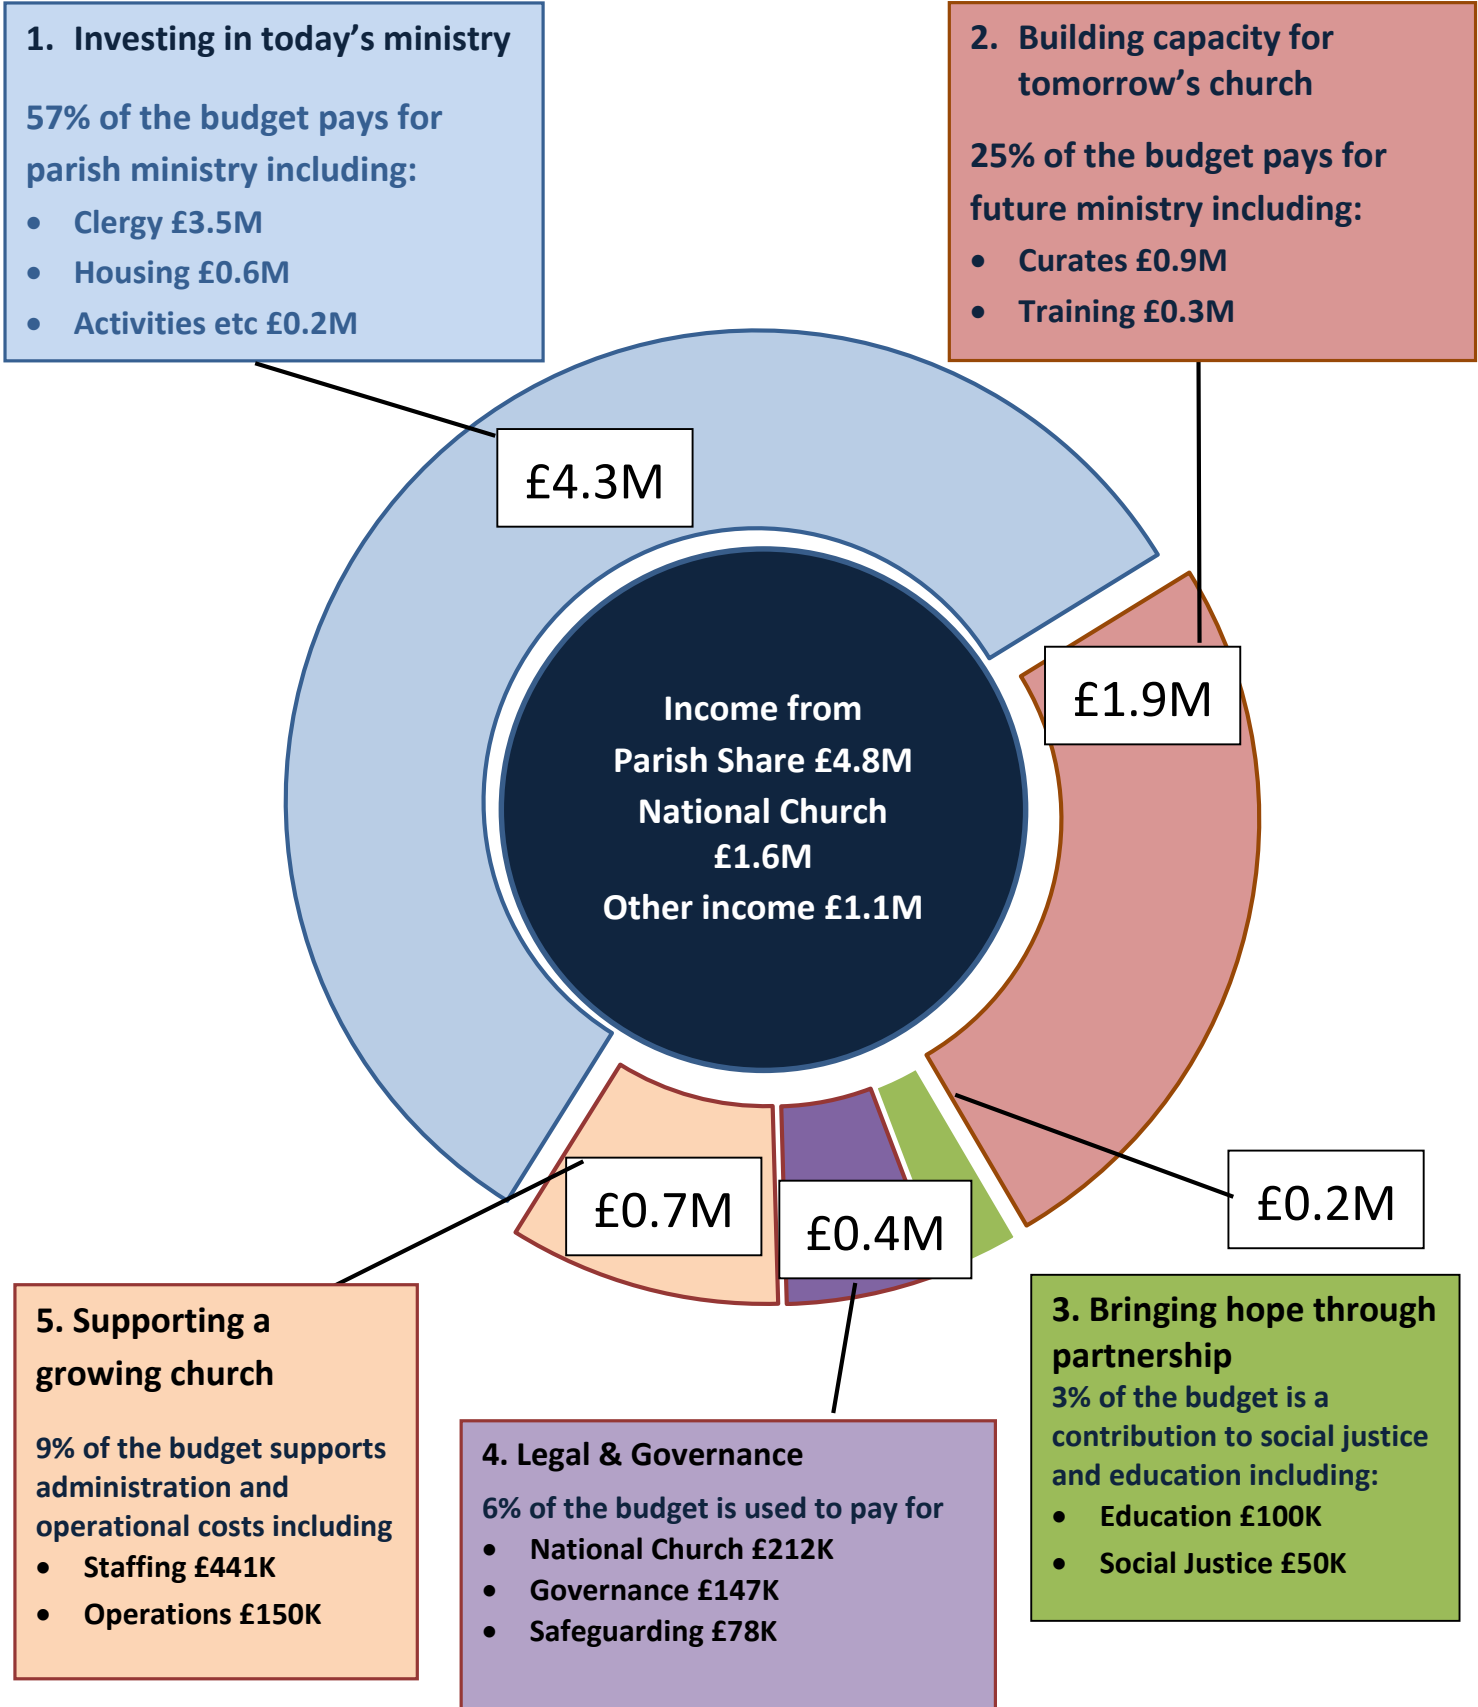 1. Investing in today's ministry
57% of the budget pays for
parish ministry including:
• Clergy £3.5M
• Housing £0.6M
• Activities etc £0.2M
2. Building capacity for
tomorrow's church
25% of the budget pays for
future ministry including:
• Curates £0.9M
• Training £0.3M
£4.3M
£1.9M
Income from
Parish Share £4.8M
National Church
£1.6M
Other income £1.1M
£0.7M
£0.4M
£0.2M
5. Supporting a
growing church
9% of the budget supports
administration and
operational costs including
• Staffing £441K
• Operations £150K
4. Legal & Governance
6% of the budget is used to pay for
• National Church £212K
• Governance £147K
• Safeguarding £78K
3. Bringing hope through
partnership
3% of the budget is a
contribution to social justice
and education including:
• Education £100K
• Social Justice £50K